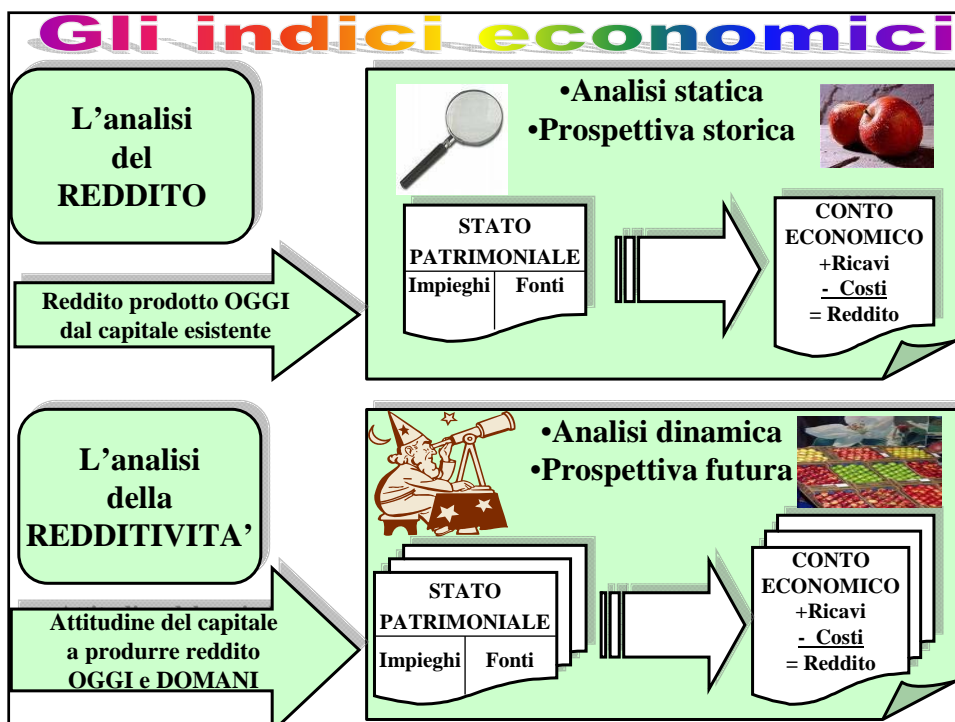 Gli indici economici
L'analisi
del
REDDITO
•Analisi statica
•Prospettiva storica
STATO
PATRIMONIALE
Impieghi Fonti
CONTO
ECONOMICO
+Ricavi
- Costi
= Reddito
Reddito prodotto OGGI
dal capitale esistente
L'analisi
della
REDDITIVITA'
•Analisi dinamica
•Prospettiva futura
STATO
PATRIMONIALE
Impieghi Fonti
CONTO
ECONOMICO
+Ricavi
- Costi
= Reddito
Attitudine del capitale
a produrre reddito
OGGI e DOMANI